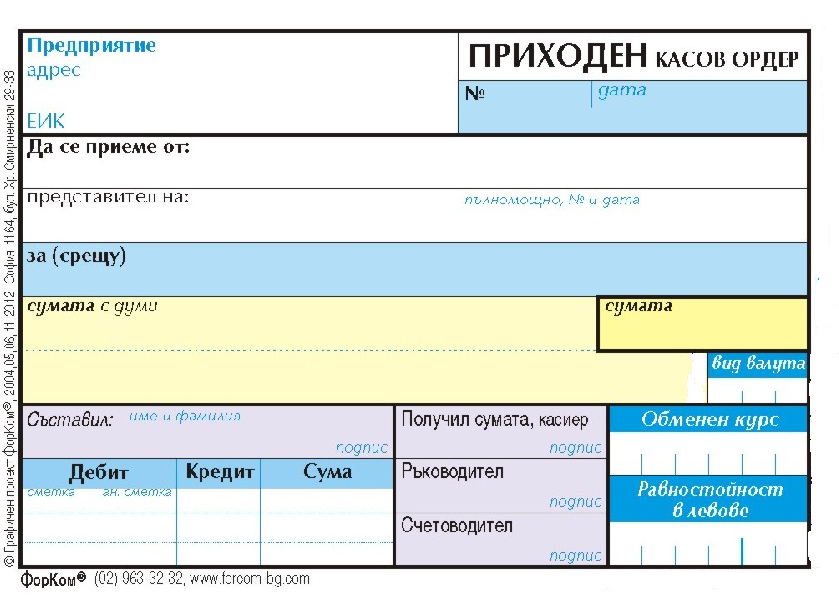 Предприятие
адрес
ЕИК
ПРИХОДЕН КАСОВ ОРДЕР
№ дата
Да се приеме от:
представител на: пълномощно, № и дата
за (срещу)
сумата с думи сумата
вид валута
Съставил: име и фамилия
подпис
Получил сумата, касиер
подпис
Обменен курс
Дебит Кредит Сума
сметка ан. сметка
Ръководител
подпис
Равностойност
в левове
Счетоводител
подпис
ФорКом® (02) 963 32 32, www.forcom-bg.com
© Графичен проект ФорКом®, 2004,05,06,11,2012 София 1164, бул. Хр. Смирненски 29-33